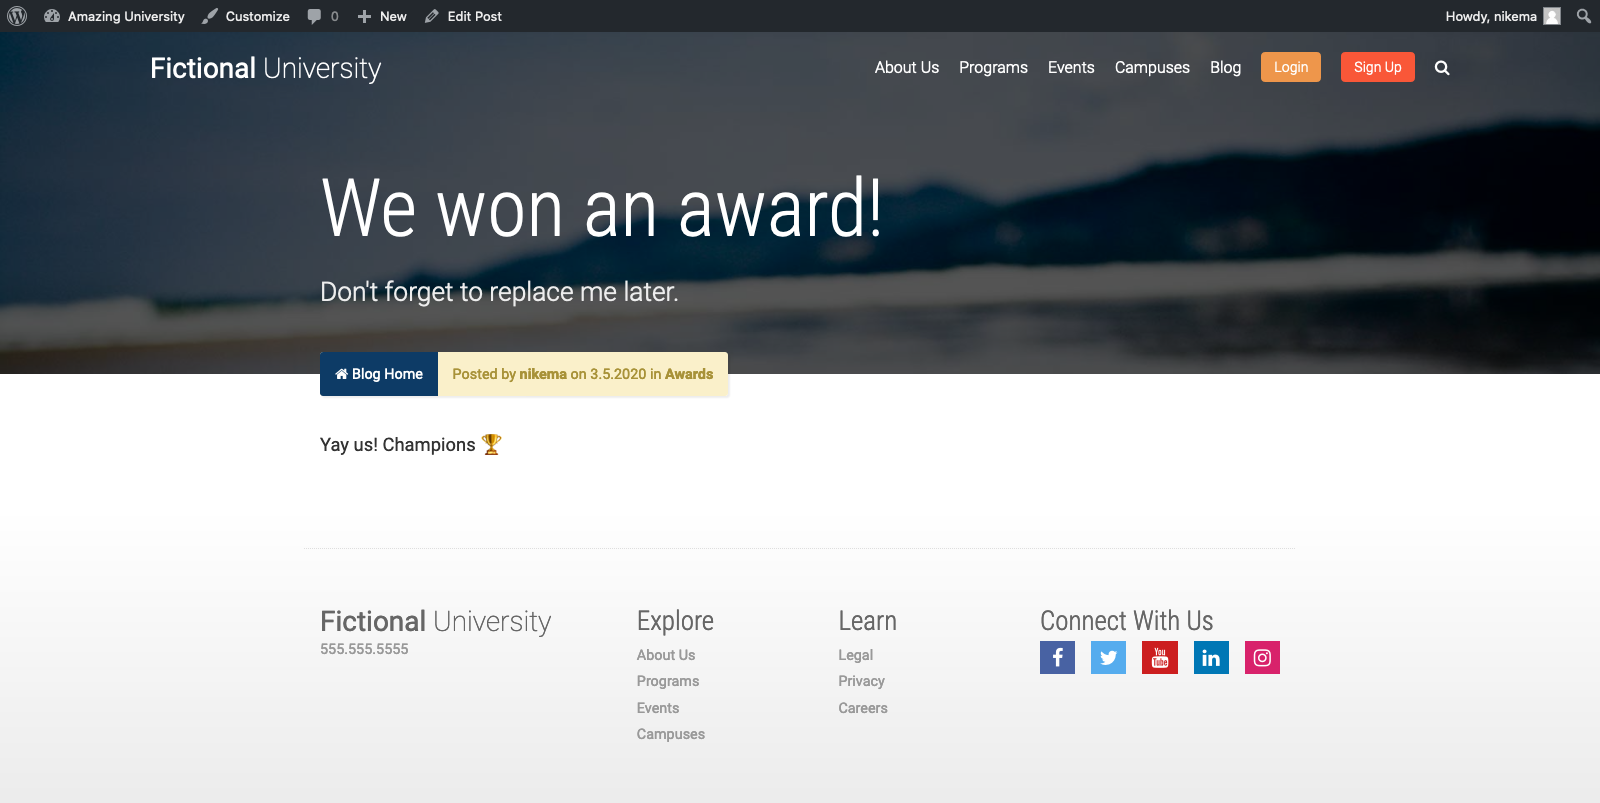 Amazing University Customize 0 New Edit Post Howdy, nikema
Fictional University About Us Programs Events Campuses Blog Login Sign Up
We won an award!
Don't forget to replace me later.
Blog Home Posted by nikema on 3.5.2020 in Awards
Yay us! Champions 🏆
Fictional University
555.555.5555
Explore
About Us
Programs
Events
Campuses
Learn
Legal
Privacy
Careers
Connect With Us
You Tube